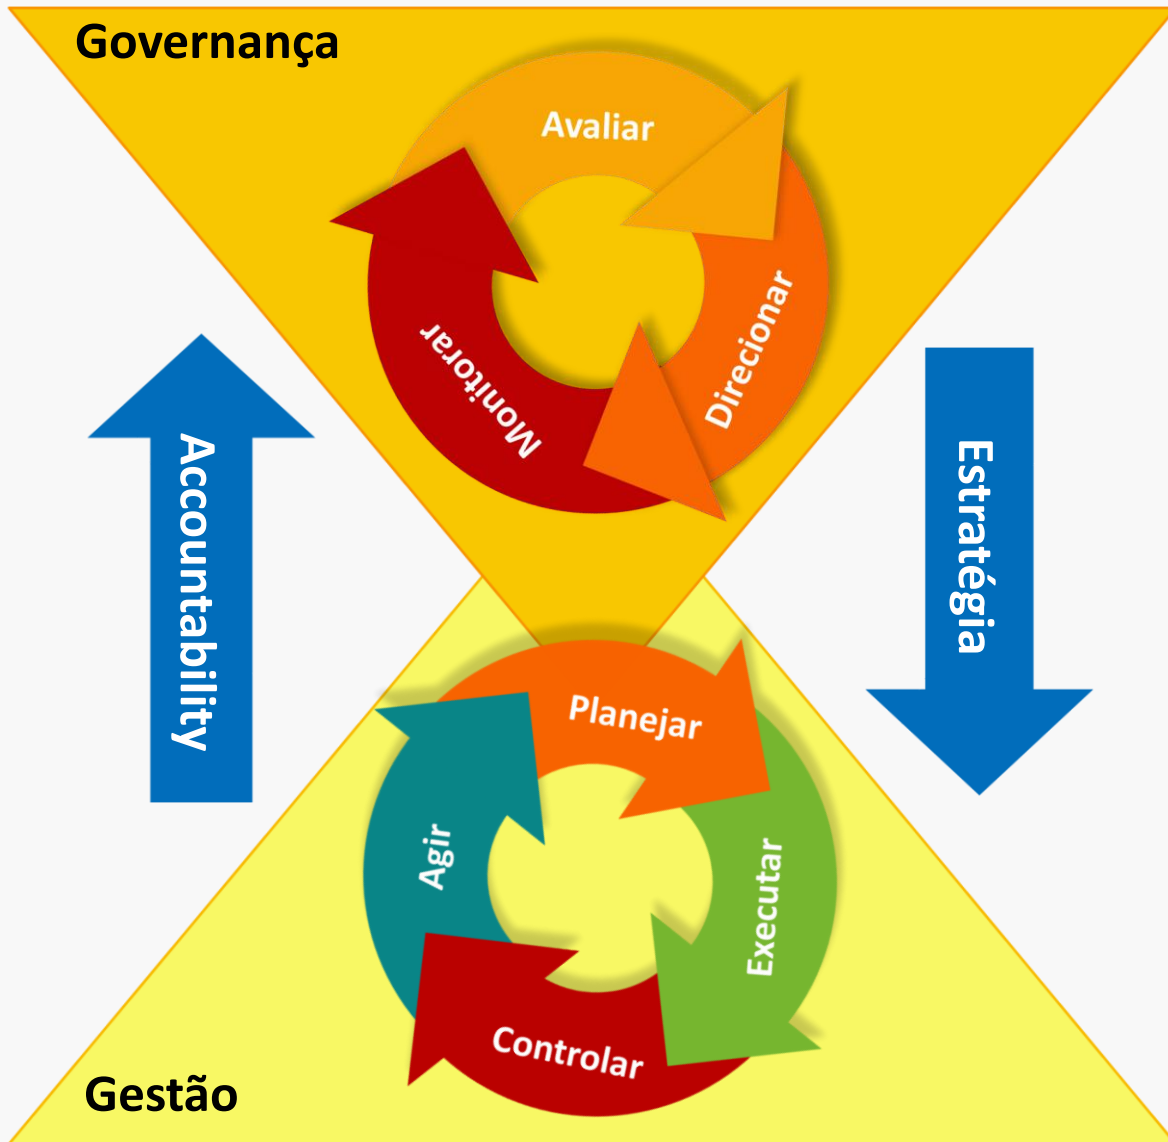 Governança
Avaliar
Direcionar
Monitorar
Accountability
Estratégia
Planejar
Executar
Controlar
Agir
Gestão